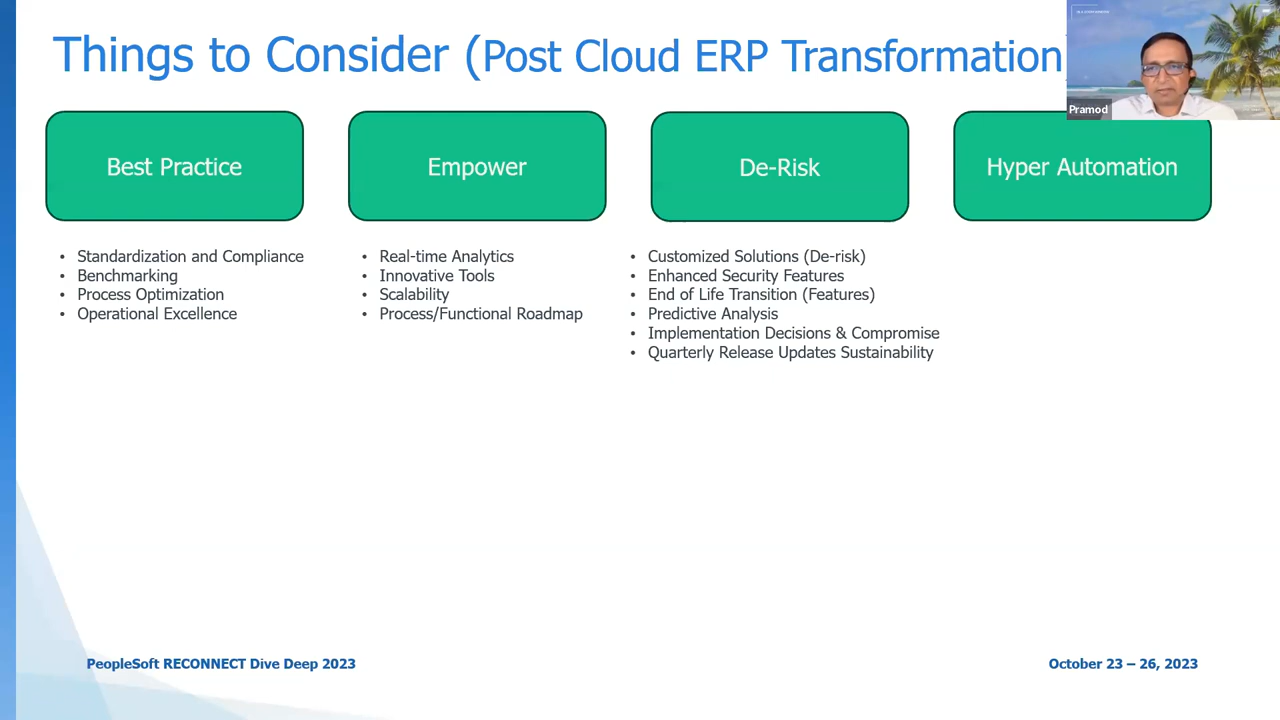 Things to Consider (Post Cloud ERP Transformation)
Pramod
Best Practice
Empower
De-Risk
Hyper Automation
• Standardization and Compliance
• Benchmarking
• Process Optimization
• Operational Excellence
• Real-time Analytics
• Innovative Tools
• Scalability
• Process/Functional Roadmap
• Customized Solutions (De-risk)
• Enhanced Security Features
• End of Life Transition (Features)
• Predictive Analysis
• Implementation Decisions & Compromise
• Quarterly Release Updates Sustainability
PeopleSoft RECONNECT Dive Deep 2023
October 23 – 26, 2023